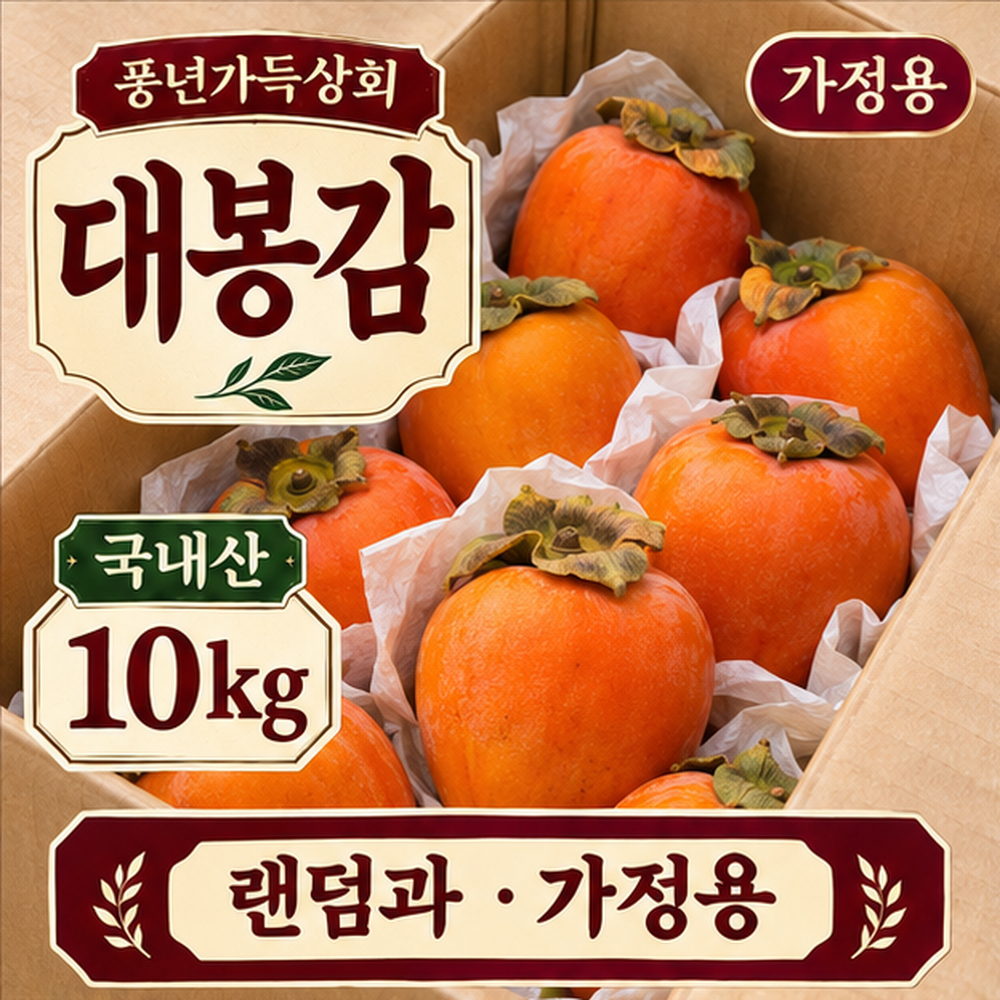 풍년가득상회
대봉감
가정용
국내산
10kg
랜덤과 · 가정용